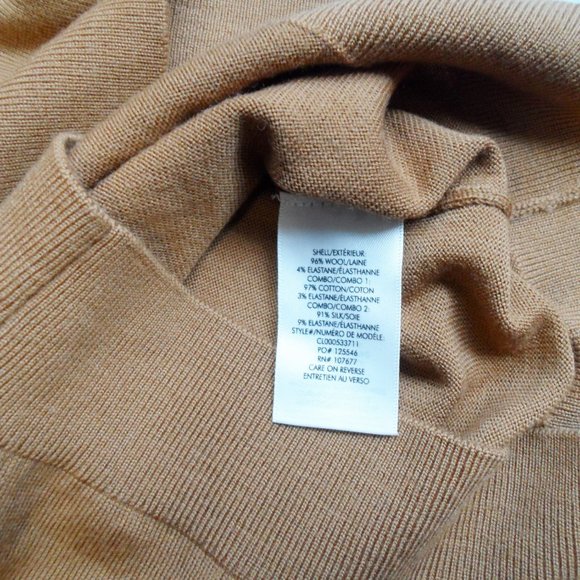 SHELL/EXTÉRIEUR:
96% WOOL/LAINE
4% ELASTANE/ÉLASTHANNE
COMBO/COMBO 1:
97% COTTON/COTON
3% ELASTANE/ÉLASTHANNE
COMBO/COMBO 2:
91% SILK/SOIE
9% ELASTANE/ÉLASTHANNE
STYLE#/NUMÉRO DE MODÈLE:
CL000533711
PO# 125546
RN# 107677
CARE ON REVERSE
ENTRETIEN AU VERSO